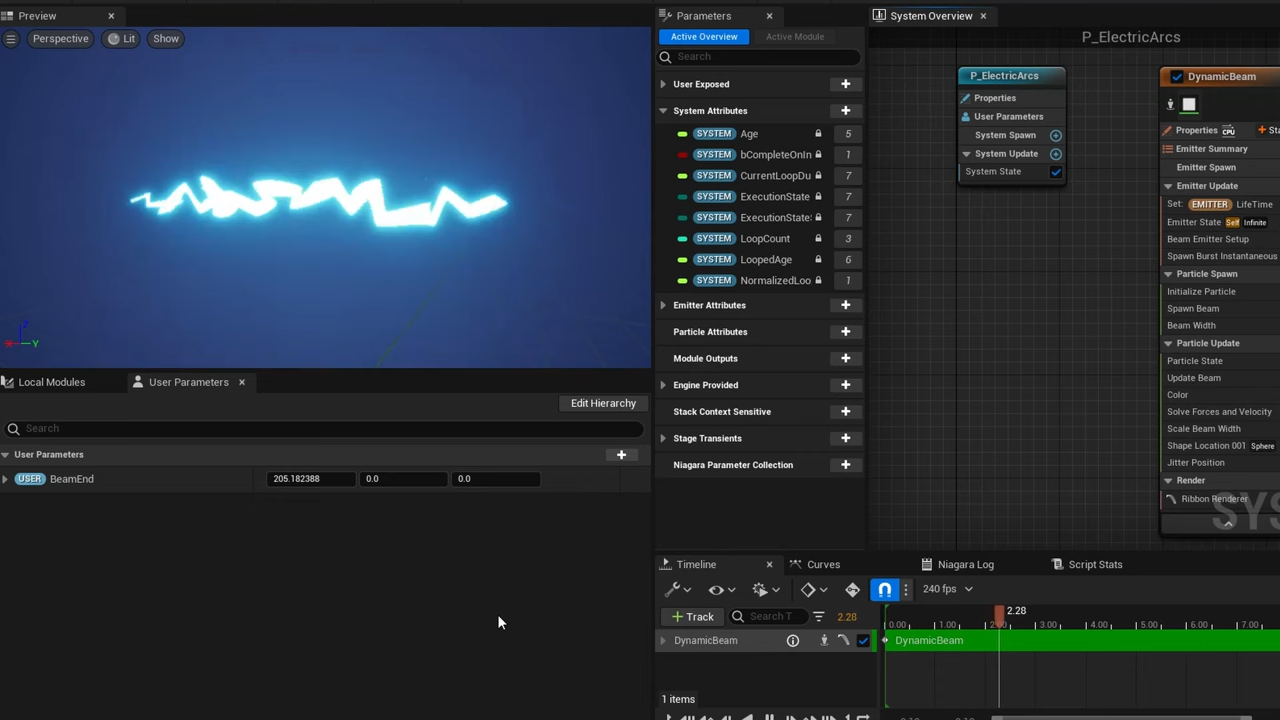 Preview
Perspective
Lit
Show
Z
Y
Local Modules
User Parameters
Edit Hierarchy
Search
User Parameters
USER BeamEnd 205.182388 0.0 0.0
Parameters
Active Overview
Active Module
Search
User Exposed
System Attributes
SYSTEM Age 5
SYSTEM bCompleteOnIn 1
SYSTEM CurrentLoopDu 7
SYSTEM ExecutionState 7
SYSTEM ExecutionState 7
SYSTEM LoopCount 3
SYSTEM LoopedAge 6
SYSTEM NormalizedLoo 1
Emitter Attributes
Particle Attributes
Module Outputs
Engine Provided
Stack Context Sensitive
Stage Transients
Niagara Parameter Collection
System Overview
P_ElectricArcs
P_ElectricArcs
Properties
User Parameters
System Spawn
System Update
System State
DynamicBeam
Properties CPU + Sta
Emitter Summary
Emitter Spawn
Emitter Update
Set: EMITTER LifeTime
Emitter State Self Infinite
Beam Emitter Setup
Spawn Burst Instantaneous
Particle Spawn
Initialize Particle
Spawn Beam
Beam Width
Particle Update
Particle State
Update Beam
Color
Solve Forces and Velocity
Scale Beam Width
Shape Location 001 Sphere
Jitter Position
Render
Ribbon Renderer
SYS
Timeline
Curves
Niagara Log
Script Stats
240 fps
+ Track
Search T
2.28
2.28
0.00 1.00 2.00 3.00 4.00 5.00 6.00 7.00
DynamicBeam
DynamicBeam
1 items